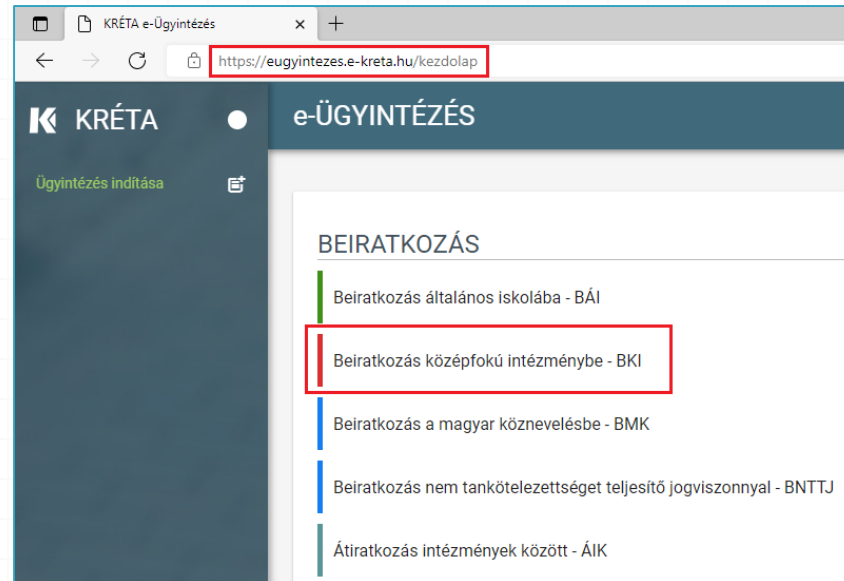 KRÉTA e-Ügyintézés
https://eugyintezes.e-kreta.hu/kezdolap
KRÉTA
e-ÜGYINTÉZÉS
Ügyintézés indítása
BEIRATKOZÁS
Beiratkozás általános iskolába - BÁI
Beiratkozás középfokú intézménybe - BKI
Beiratkozás a magyar köznevelésbe - BMK
Beiratkozás nem tankötelezettséget teljesítő jogviszonnyal - BNTTJ
Átiratkozás intézmények között - ÁIK